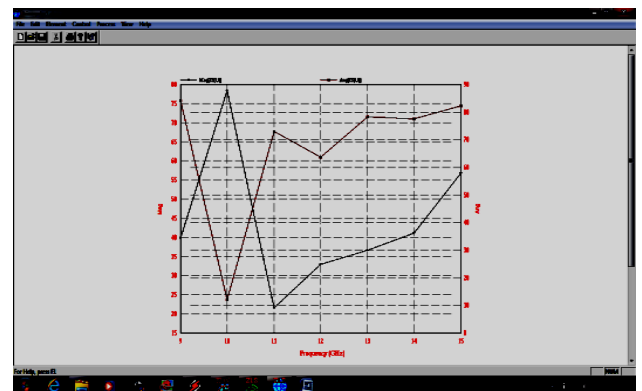 File Edit Element Control Process View Help
80 90
75 80
70 70
65
60 60
55
50 50
45
40 40
35 30
30
25 20
20 10
15 0
9 10 11 12 13 14 15
Frequency (GHz)
For Help, press F1
NUM